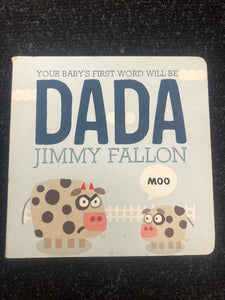 YOUR BABY'S FIRST WORD WILL BE
DADA
JIMMY FALLON
MOO